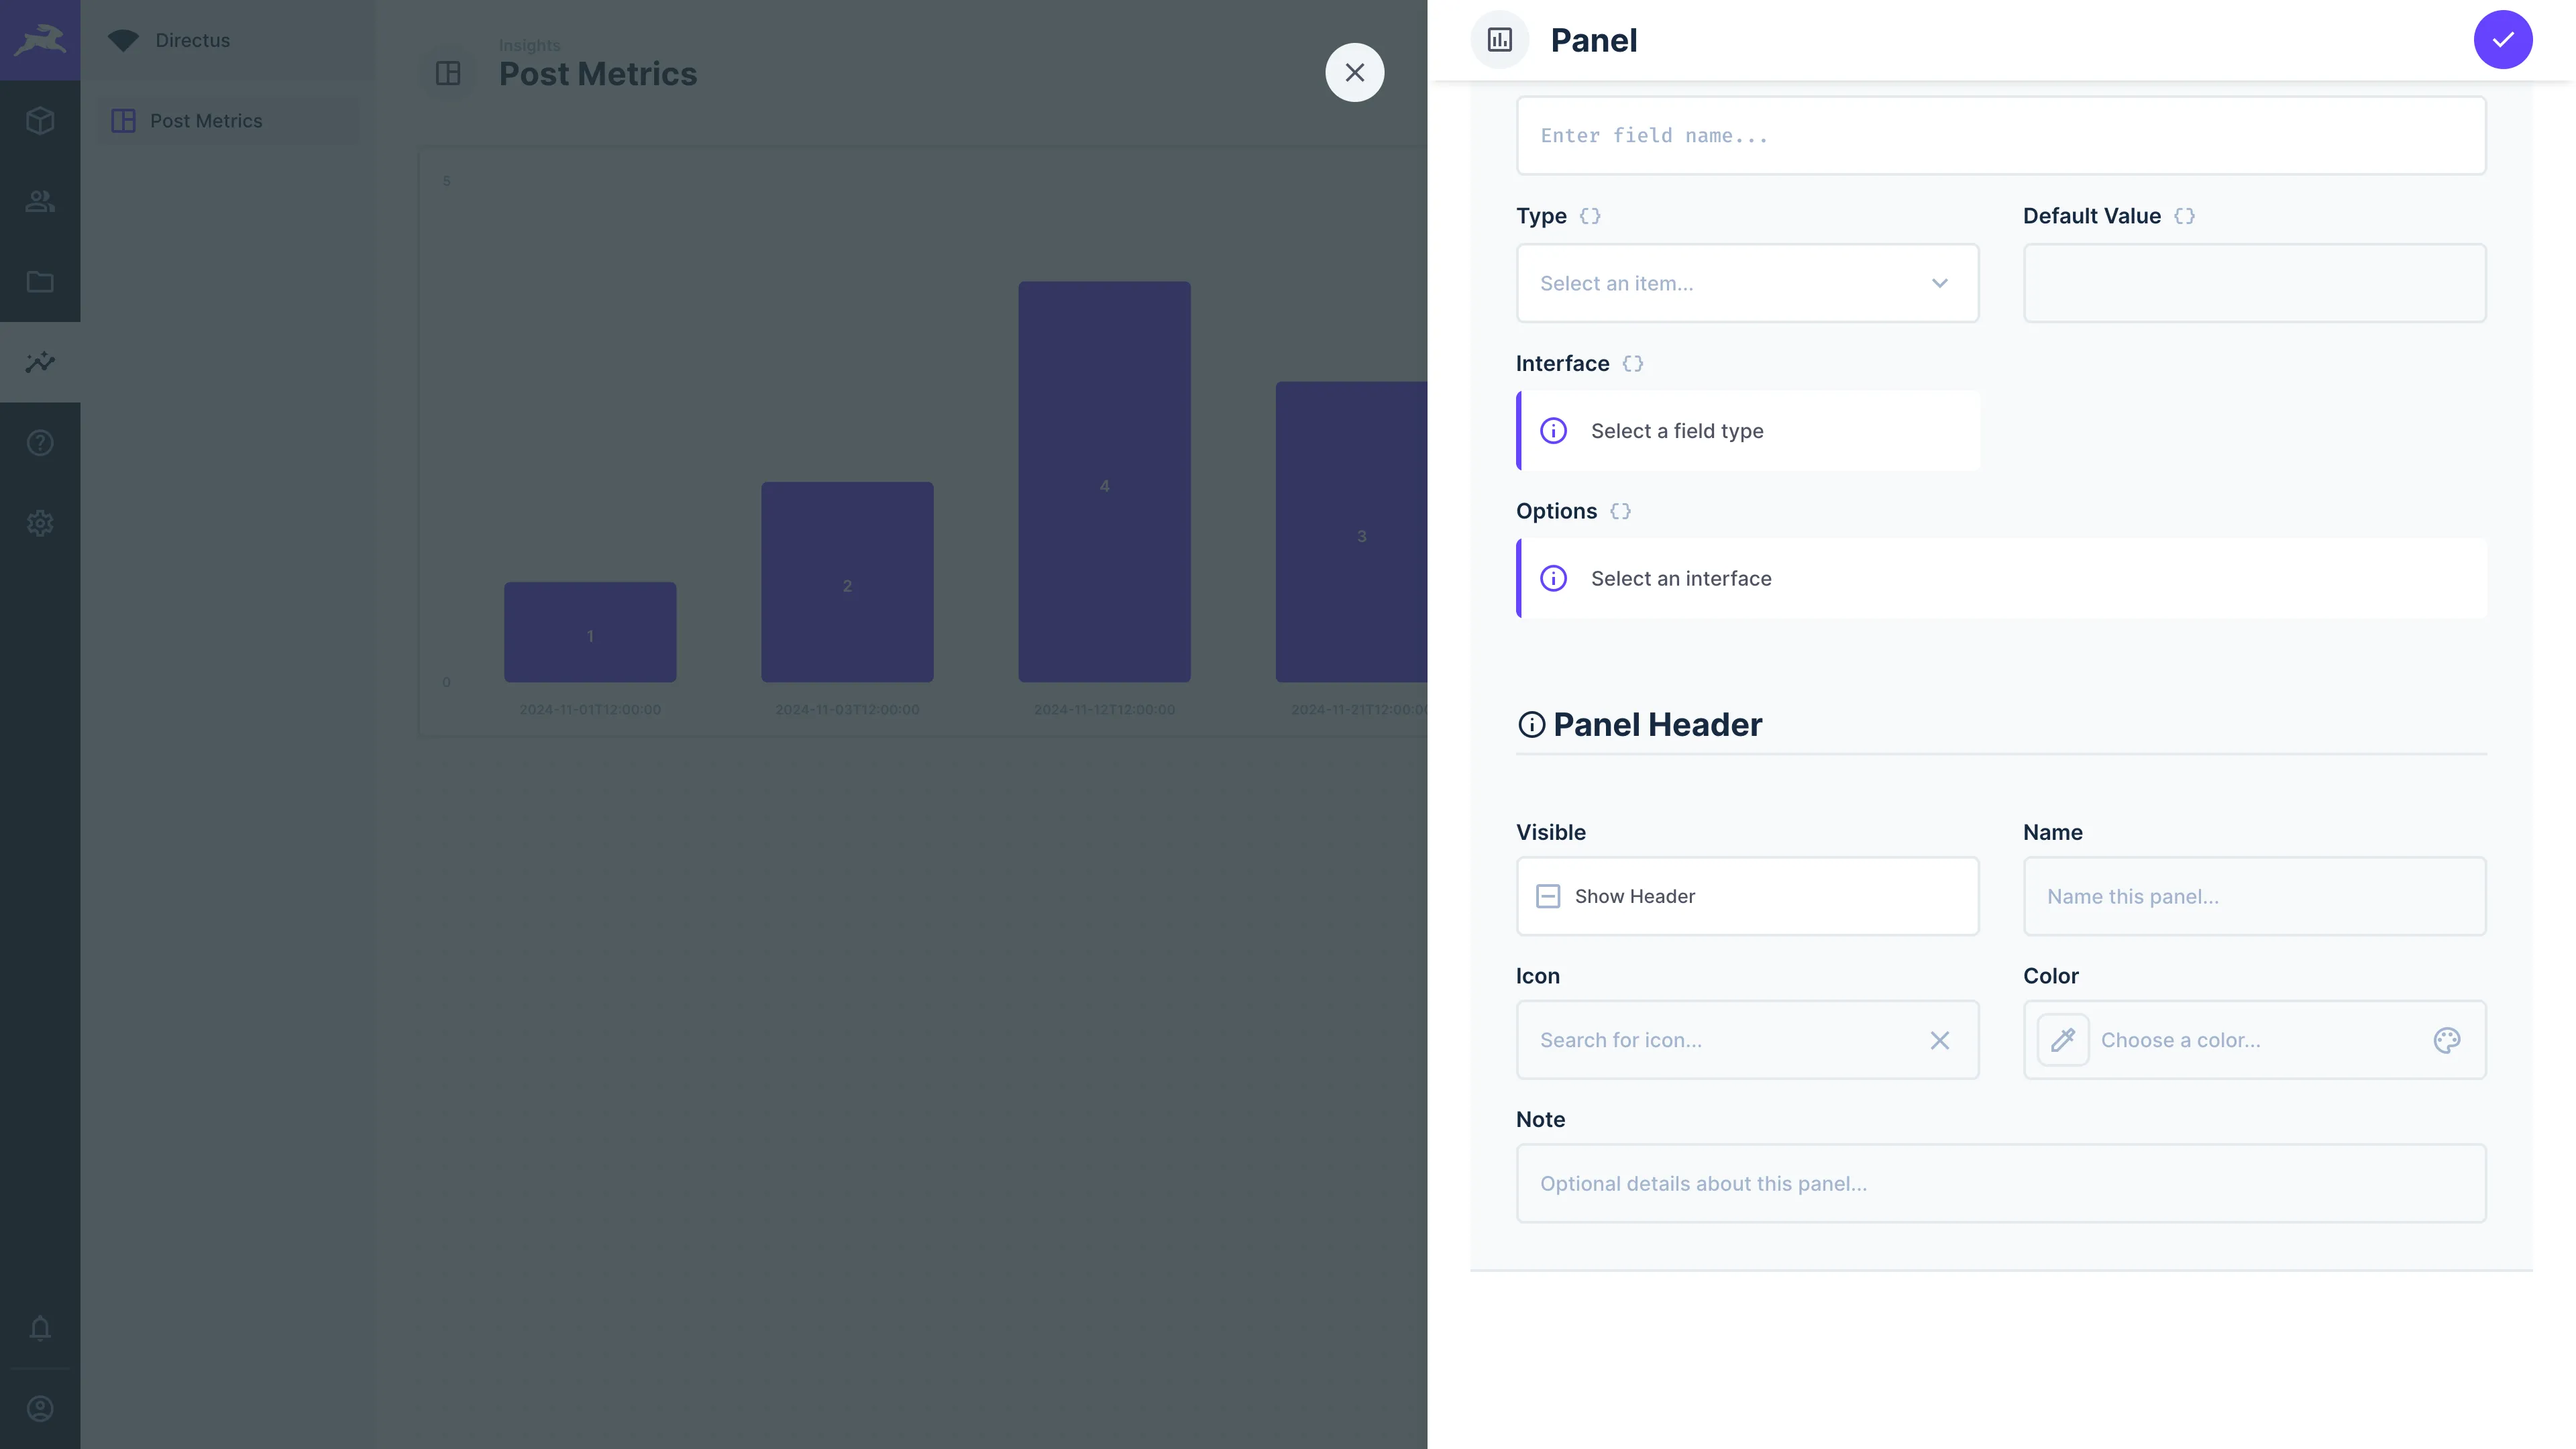 Directus
Post Metrics
Insights
Post Metrics
5
0
1
2
4
3
2024-11-01T12:00:00
2024-11-03T12:00:00
2024-11-12T12:00:00
2024-11-21T12:00:00
Panel
Enter field name...
Type {}
Default Value {}
Select an item...
Interface {}
Select a field type
Options {}
Select an interface
Panel Header
Visible
Name
Show Header
Name this panel...
Icon
Color
Search for icon...
Choose a color...
Note
Optional details about this panel...